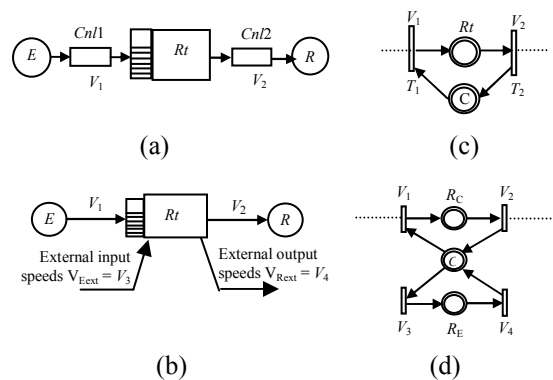 Cnl1
Cnl2
E
Rt
R
V1
V2
(a)
V1
Rt
V2
T1
C
T2
(c)
E
V1
Rt
V2
R
External input
speeds VEext = V3
External output
speeds VRext = V4
(b)
V1
RC
V2
C
V3
RE
V4
(d)